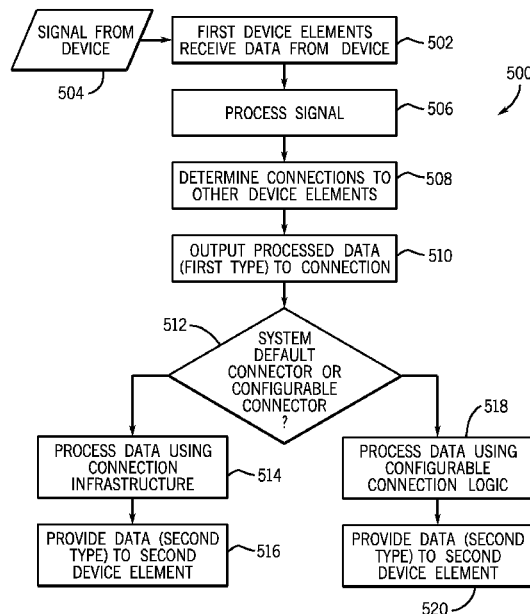 SIGNAL FROM
DEVICE
504
FIRST DEVICE ELEMENTS
RECEIVE DATA FROM DEVICE
502
500
PROCESS SIGNAL
506
DETERMINE CONNECTIONS TO
OTHER DEVICE ELEMENTS
508
OUTPUT PROCESSED DATA
(FIRST TYPE) TO CONNECTION
510
512
SYSTEM
DEFAULT
CONNECTOR OR
CONFIGURABLE
CONNECTOR
?
PROCESS DATA USING
CONNECTION
INFRASTRUCTURE
514
PROVIDE DATA (SECOND
TYPE) TO SECOND
DEVICE ELEMENT
516
518
PROCESS DATA USING
CONFIGURABLE
CONNECTION LOGIC
PROVIDE DATA (SECOND
TYPE) TO SECOND
DEVICE ELEMENT
520